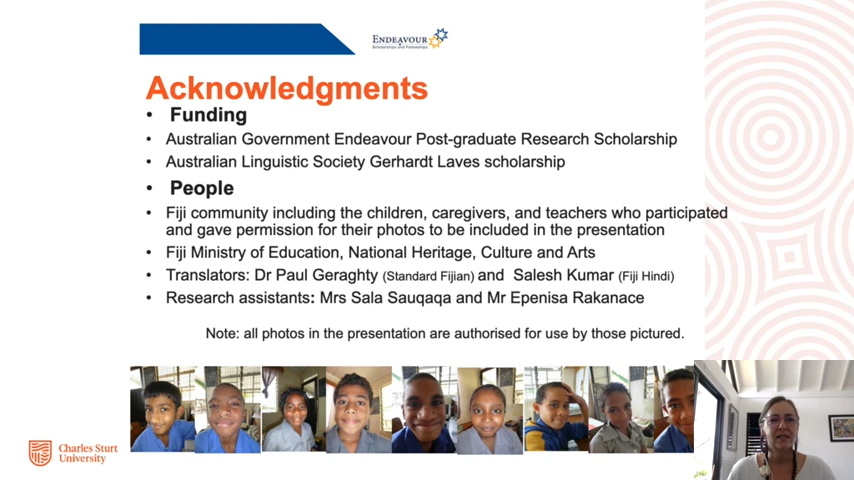 ENDEAVOUR
Scholarships and Fellowships
Acknowledgments
• Funding
• Australian Government Endeavour Post-graduate Research Scholarship
• Australian Linguistic Society Gerhardt Laves scholarship
• People
• Fiji community including the children, caregivers, and teachers who participated
and gave permission for their photos to be included in the presentation
• Fiji Ministry of Education, National Heritage, Culture and Arts
• Translators: Dr Paul Geraghty (Standard Fijian) and Salesh Kumar (Fiji Hindi)
• Research assistants: Mrs Sala Sauqaqa and Mr Epenisa Rakanace
Note: all photos in the presentation are authorised for use by those pictured.
Charles Sturt
University